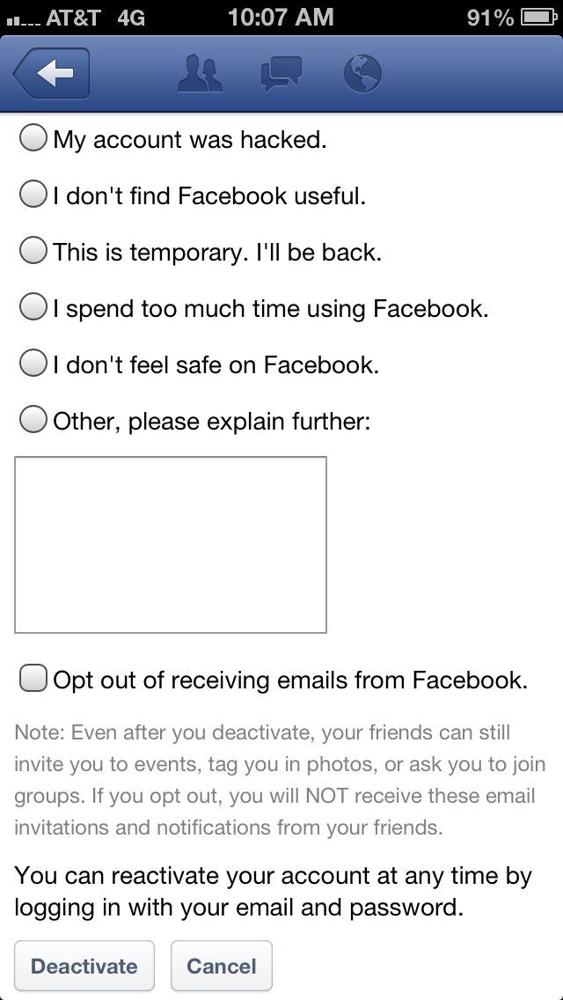 AT&T 4G 10:07 AM 91%
My account was hacked.
I don't find Facebook useful.
This is temporary. I'll be back.
I spend too much time using Facebook.
I don't feel safe on Facebook.
Other, please explain further:
Opt out of receiving emails from Facebook.
Note: Even after you deactivate, your friends can still
invite you to events, tag you in photos, or ask you to join
groups. If you opt out, you will NOT receive these email
invitations and notifications from your friends.
You can reactivate your account at any time by
logging in with your email and password.
Deactivate Cancel